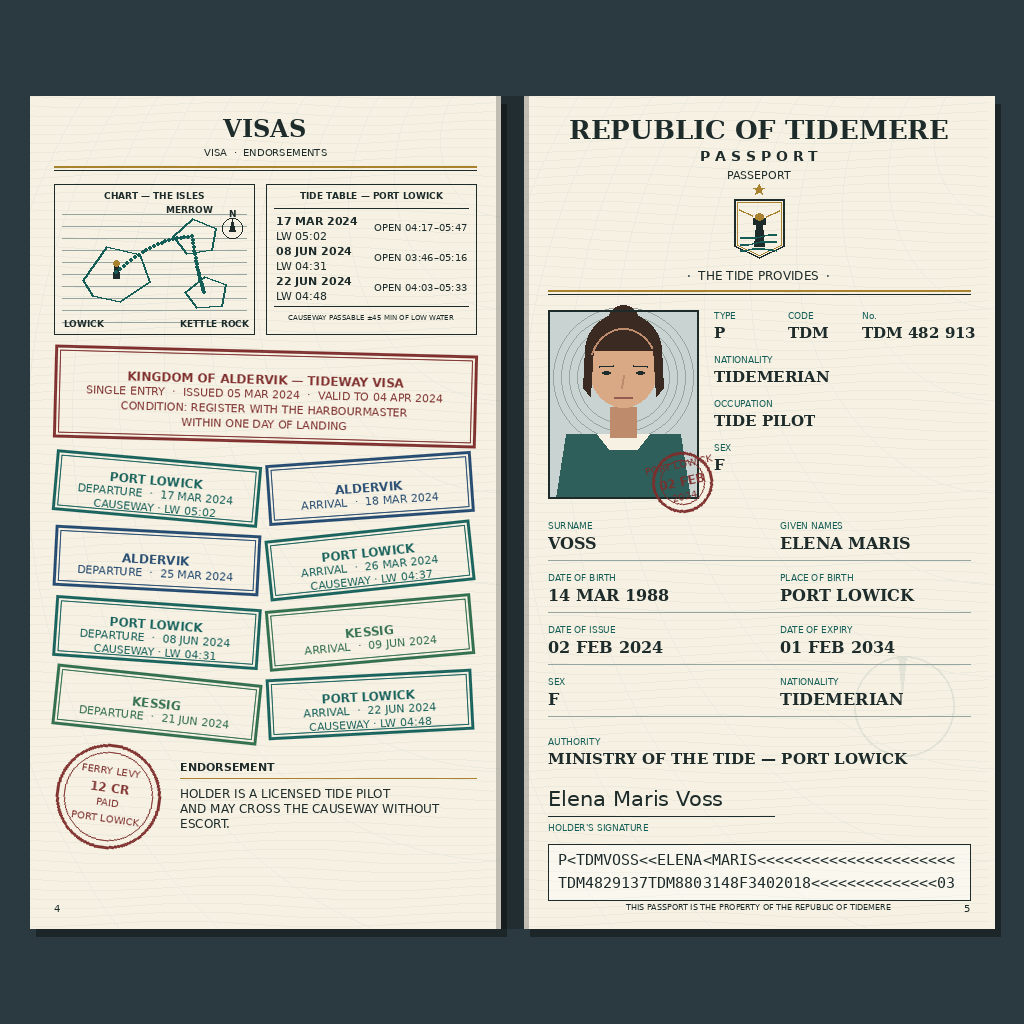 VISAS
VISA · ENDORSEMENTS
CHART — THE ISLES
MERROW
N
LOWICK
KETTLE ROCK
TIDE TABLE — PORT LOWICK
17 MAR 2024
LW 05:02
OPEN 04:17–05:47
08 JUN 2024
LW 04:31
OPEN 03:46–05:16
22 JUN 2024
LW 04:48
OPEN 04:03–05:33
CAUSEWAY PASSABLE ±45 MIN OF LOW WATER
KINGDOM OF ALDERVIK — TIDEWAY VISA
SINGLE ENTRY · ISSUED 05 MAR 2024 · VALID TO 04 APR 2024
CONDITION: REGISTER WITH THE HARBOURMASTER
WITHIN ONE DAY OF LANDING
PORT LOWICK
DEPARTURE · 17 MAR 2024
CAUSEWAY · LW 05:02
ALDERVIK
ARRIVAL · 18 MAR 2024
ALDERVIK
DEPARTURE · 25 MAR 2024
PORT LOWICK
ARRIVAL · 26 MAR 2024
CAUSEWAY · LW 04:37
PORT LOWICK
DEPARTURE · 08 JUN 2024
CAUSEWAY · LW 04:31
KESSIG
ARRIVAL · 09 JUN 2024
KESSIG
DEPARTURE · 21 JUN 2024
PORT LOWICK
ARRIVAL · 22 JUN 2024
CAUSEWAY · LW 04:48
FERRY LEVY
12 CR
PAID
PORT LOWICK
ENDORSEMENT
HOLDER IS A LICENSED TIDE PILOT
AND MAY CROSS THE CAUSEWAY WITHOUT
ESCORT.
4
REPUBLIC OF TIDEMERE
PASSPORT
PASSEPORT
· THE TIDE PROVIDES ·
TYPE CODE No.
P TDM TDM 482 913
NATIONALITY
TIDEMERIAN
OCCUPATION
TIDE PILOT
SEX
F
PORT LOWICK
02 FEB
2024
SURNAME GIVEN NAMES
VOSS ELENA MARIS
DATE OF BIRTH PLACE OF BIRTH
14 MAR 1988 PORT LOWICK
DATE OF ISSUE DATE OF EXPIRY
02 FEB 2024 01 FEB 2034
SEX NATIONALITY
F TIDEMERIAN
AUTHORITY
MINISTRY OF THE TIDE — PORT LOWICK
Elena Maris Voss
HOLDER'S SIGNATURE
P<TDMVOSS<<ELENA<MARIS<<<<<<<<<<<<<<<<<<<<<<
TDM4829137TDM8803148F3402018<<<<<<<<<<<<<<03
THIS PASSPORT IS THE PROPERTY OF THE REPUBLIC OF TIDEMERE
5